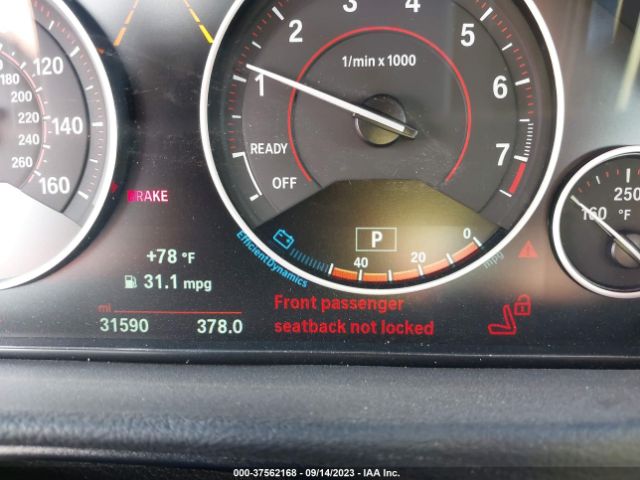 120
180
200
140
220
240
260
160
1
2
3
4
5
6
7
1/min x 1000
READY
OFF
BRAKE
P
40
20
0
mpg
EfficientDynamics
250
160 °F
+78 °F
31.1 mpg
mi
31590 378.0
Front passenger
seatback not locked
000-37562168 - 09/14/2023 - IAA Inc.